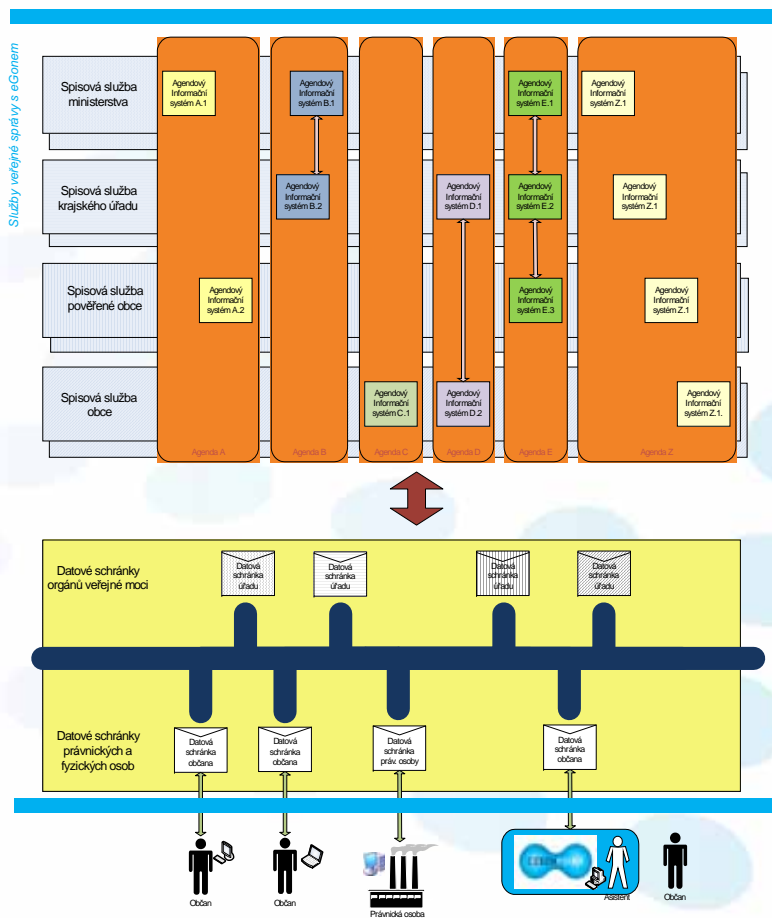 Služby veřejné správy s eGonem
Spisová služba
ministerstva
Agendový
Informační
systém A.1
Agendový
Informační
systém B.1
Agendový
Informační
systém E.1
Agendový
Informační
systém Z.1
Spisová služba
krajského úřadu
Agendový
Informační
systém B.2
Agendový
Informační
systém D.1
Agendový
Informační
systém E.2
Agendový
Informační
systém Z.1
Spisová služba
pověřené obce
Agendový
Informační
systém A.2
Agendový
Informační
systém E.3
Agendový
Informační
systém Z.1
Spisová služba
obce
Agendový
Informační
systém C.1
Agendový
Informační
systém D.2
Agendový
Informační
systém Z.1.
Agenda A
Agenda B
Agenda C
Agenda D
Agenda E
Agenda Z
Datové schránky
orgánů veřejné moci
Datová
schránka
úřadu
Datová
schránka
úřadu
Datová
schránka
úřadu
Datová
schránka
úřadu
Datové schránky
právnických a
fyzických osob
Datová
schránka
občana
Datová
schránka
občana
Datová
schránka
práv. osoby
Datová
schránka
občana
Občan
Občan
Právnická osoba
Asistent
Občan